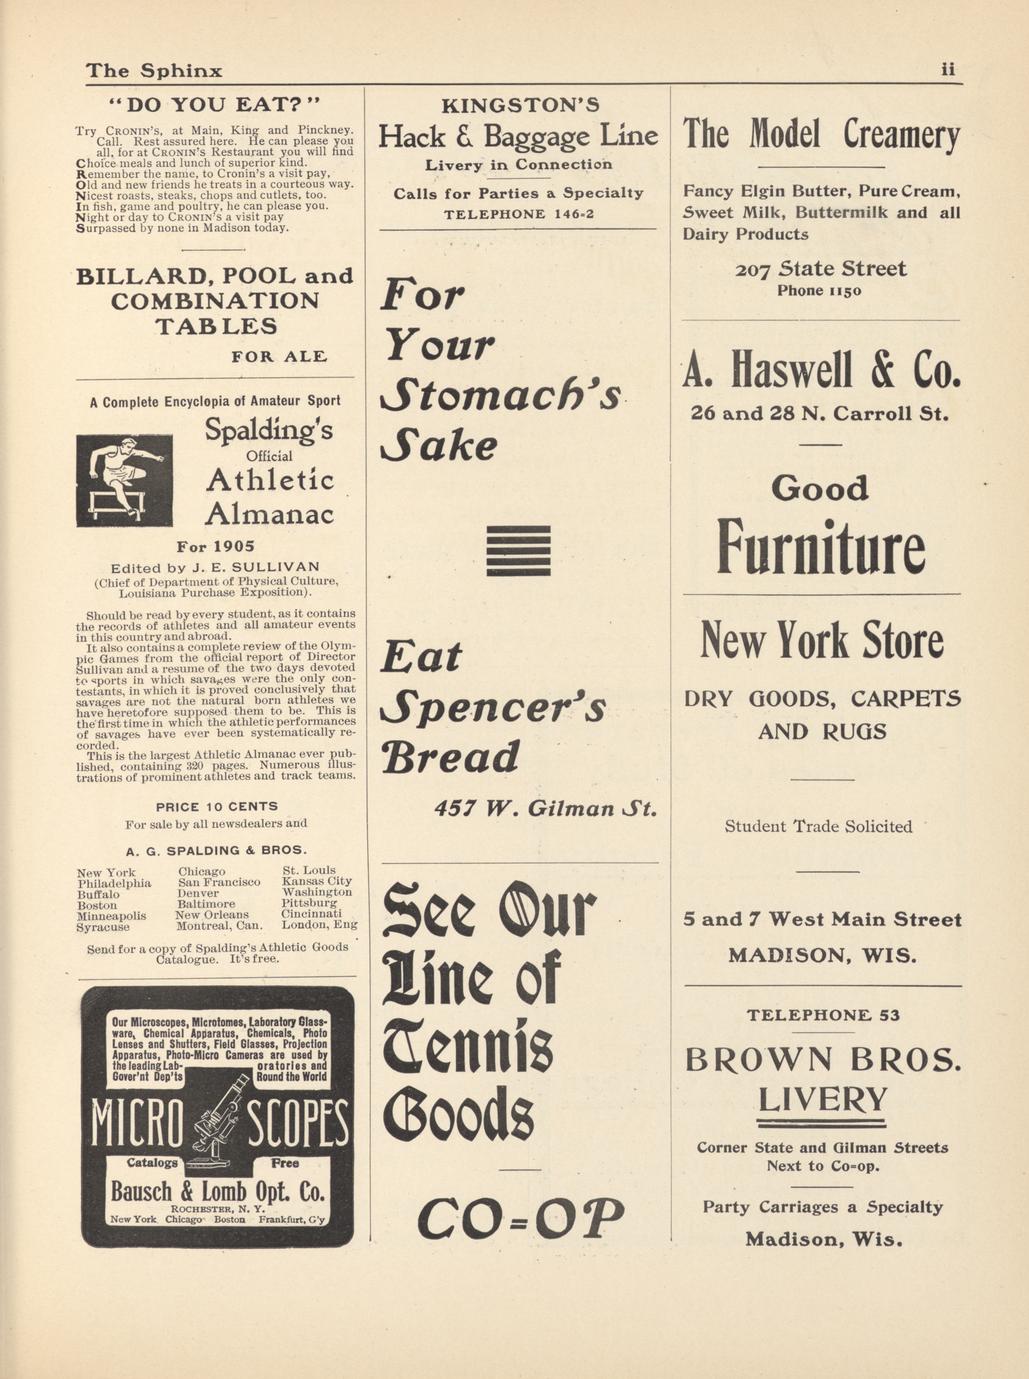 The Sphinx
ii
"DO YOU EAT?"
Try CRONIN'S, at Main, King and Pinckney.
Call. Rest assured here. He can please you
all, for at CRONIN'S Restaurant you will find
Choice meals and lunch of superior kind.
Remember the name, to Cronin's a visit pay,
Old and new friends he treats in a courteous way.
Nicest roasts, steaks, chops and cutlets, too.
In fish, game and poultry, he can please you.
Night or day to CRONIN'S a visit pay
Surpassed by none in Madison today.
BILLARD, POOL and
COMBINATION
TABLES
FOR ALE
A Complete Encyclopia of Amateur Sport
Spalding's
Official
Athletic
Almanac
For 1905
Edited by J. E. SULLIVAN
(Chief of Department of Physical Culture,
Louisiana Purchase Exposition).
Should be read by every student, as it contains
the records of athletes and all amateur events
in this country and abroad.
It also contains a complete review of the Olym-
pic Games from the official report of Director
Sullivan and a resume of the two days devoted
to sports in which savages were the only con-
testants, in which it is proved conclusively that
savages are not the natural born athletes we
have heretofore supposed them to be. This is
the first time in which the athletic performances
of savages have ever been systematically re-
corded.
This is the largest Athletic Almanac ever pub-
lished, containing 320 pages. Numerous illus-
trations of prominent athletes and track teams.
PRICE 10 CENTS
For sale by all newsdealers and
A. G. SPALDING & BROS.
New York Chicago St. Louls
Philadelphia San Francisco Kansas City
Buffalo Denver Washington
Boston Baltimore Pittsburg
Minneapolis New Orleans Cincinnati
Syracuse Montreal, Can. London, Eng
Send for a copy of Spalding's Athletic Goods
Catalogue. It's free.
Our Microscopes, Microtomes, Laboratory Glass-
ware, Chemical Apparatus, Chemicals, Photo
Lenses and Shutters, Field Glasses, Projection
Apparatus, Photo-Micro Cameras are used by
the leading Lab- oratories and
Gover'nt Dep'ts Round the World
MICRO SCOPES
Catalogs Free
Bausch & Lomb Opt. Co.
ROCHESTER, N. Y.
New York Chicago Boston Frankfurt, G'y
KINGSTON'S
Hack & Baggage Line
Livery in Connection
Calls for Parties a Specialty
TELEPHONE 146-2
For
Your
Stomach's
Sake
Eat
Spencer's
Bread
457 W. Gilman St.
See Our
Line of
Tennis
Goods
CO-OP
The Model Creamery
Fancy Elgin Butter, Pure Cream,
Sweet Milk, Buttermilk and all
Dairy Products
207 State Street
Phone 1150
A. Haswell & Co.
26 and 28 N. Carroll St.
Good
Furniture
New York Store
DRY GOODS, CARPETS
AND RUGS
Student Trade Solicited
5 and 7 West Main Street
MADISON, WIS.
TELEPHONE 53
BROWN BROS.
LIVERY
Corner State and Gilman Streets
Next to Co-op.
Party Carriages a Specialty
Madison, Wis.